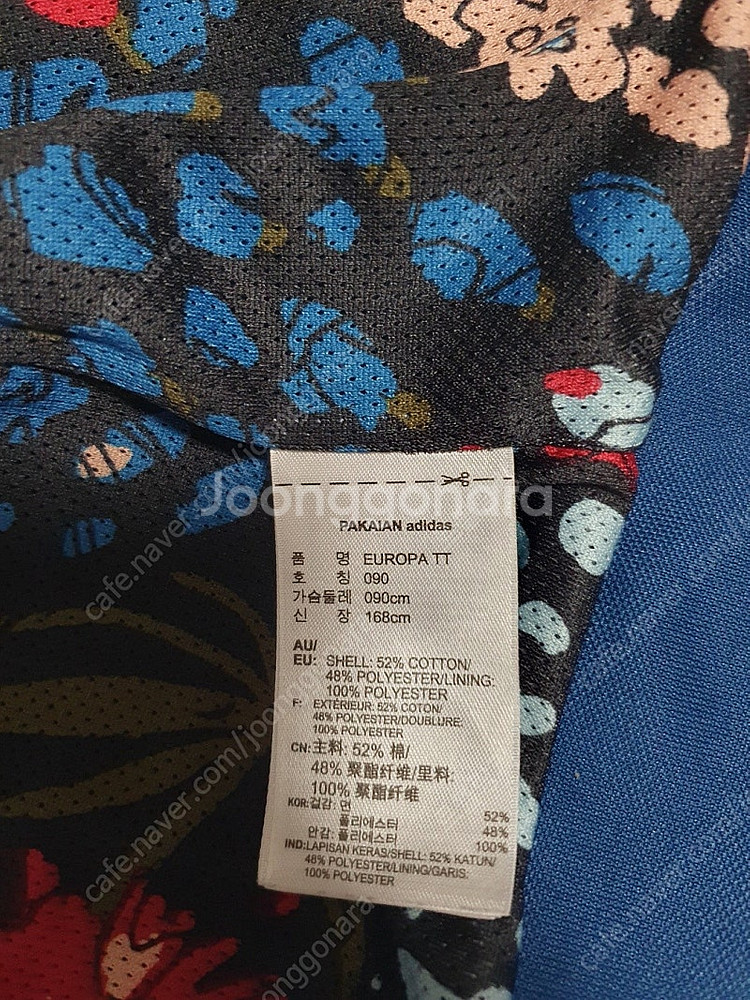 Joonggonara
PAKAIAN adidas
품 명 EUROPA TT
호 칭 090
가슴둘레 090cm
신 장 168cm
AU/
EU: SHELL: 52% COTTON/
48% POLYESTER/LINING:
100% POLYESTER
F: EXTÉRIEUR: 52% COTON/
48% POLYESTER/DOUBLURE:
100% POLYESTER
CN: 主料: 52% 棉/
48% 聚酯纤维/里料:
100% 聚酯纤维
KOR: 겉감: 면 52%
폴리에스터 48%
안감: 폴리에스터 100%
IND: LAPISAN KERAS/SHELL: 52% KATUN/
48% POLYESTER/LINING/GARIS:
100% POLYESTER
cafe.naver.com/joonggonara